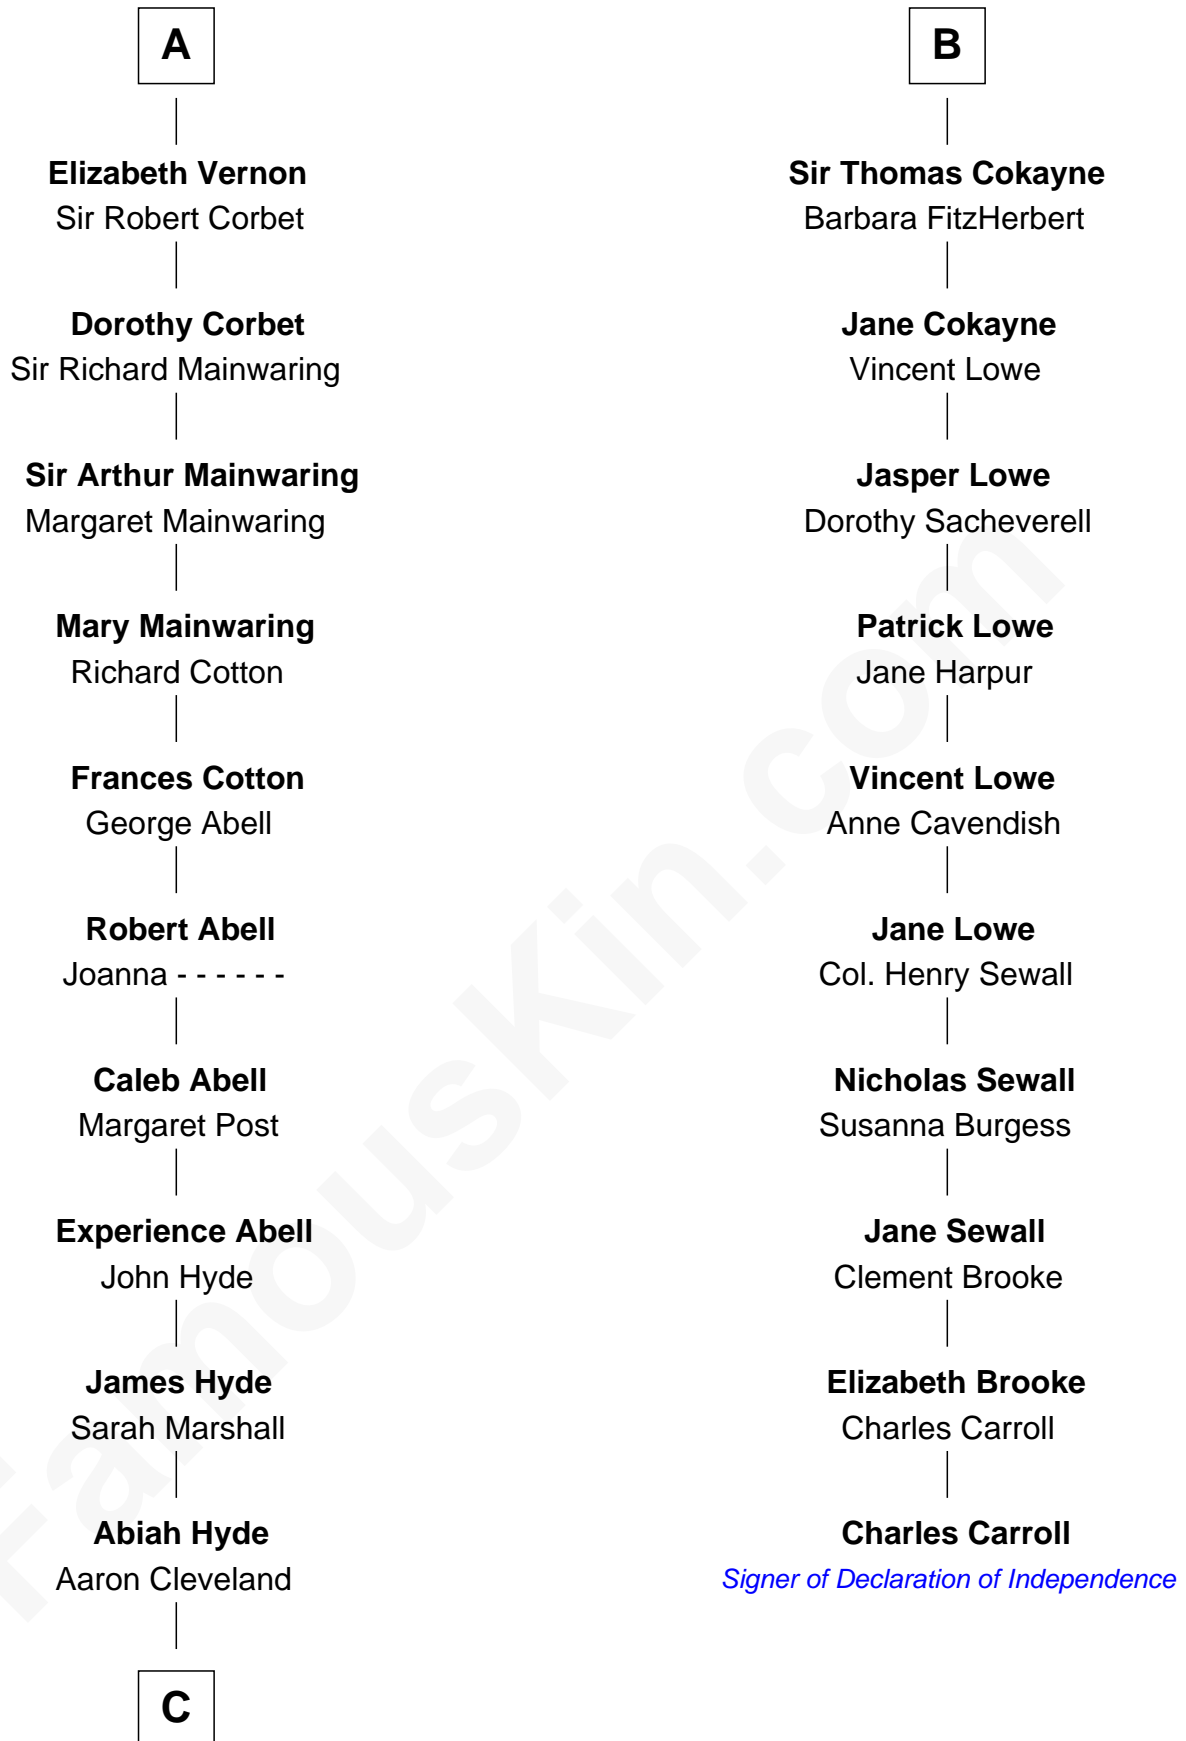 A
Elizabeth Vernon
Sir Robert Corbet
Dorothy Corbet
Sir Richard Mainwaring
Sir Arthur Mainwaring
Margaret Mainwaring
Mary Mainwaring
Richard Cotton
Frances Cotton
George Abell
Robert Abell
Joanna - - - - - -
Caleb Abell
Margaret Post
Experience Abell
John Hyde
James Hyde
Sarah Marshall
Abiah Hyde
Aaron Cleveland
C
B
Sir Thomas Cokayne
Barbara FitzHerbert
Jane Cokayne
Vincent Lowe
Jasper Lowe
Dorothy Sacheverell
Patrick Lowe
Jane Harpur
Vincent Lowe
Anne Cavendish
Jane Lowe
Col. Henry Sewall
Nicholas Sewall
Susanna Burgess
Jane Sewall
Clement Brooke
Elizabeth Brooke
Charles Carroll
Charles Carroll
Signer of Declaration of Independence
FamousKin.com